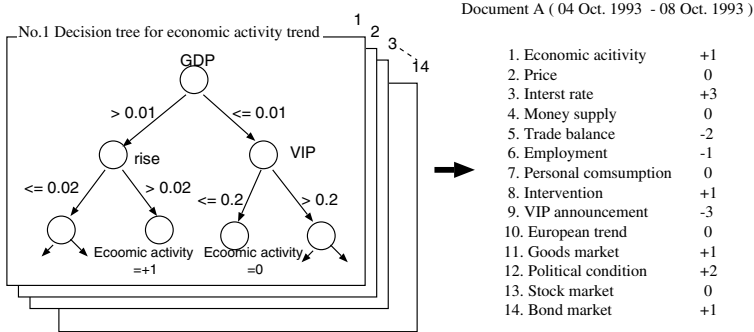 1
2
3
14
No.1 Decision tree for economic activity trend
GDP
> 0.01
<= 0.01
rise
VIP
<= 0.02
> 0.02
<= 0.2
> 0.2
Ecoomic activity
=+1
Ecoomic activity
=0
Document A ( 04 Oct. 1993 - 08 Oct. 1993 )
1. Economic acitivity +1
2. Price 0
3. Interst rate +3
4. Money supply 0
5. Trade balance -2
6. Employment -1
7. Personal comsumption 0
8. Intervention +1
9. VIP announcement -3
10. European trend 0
11. Goods market +1
12. Political condition +2
13. Stock market 0
14. Bond market +1